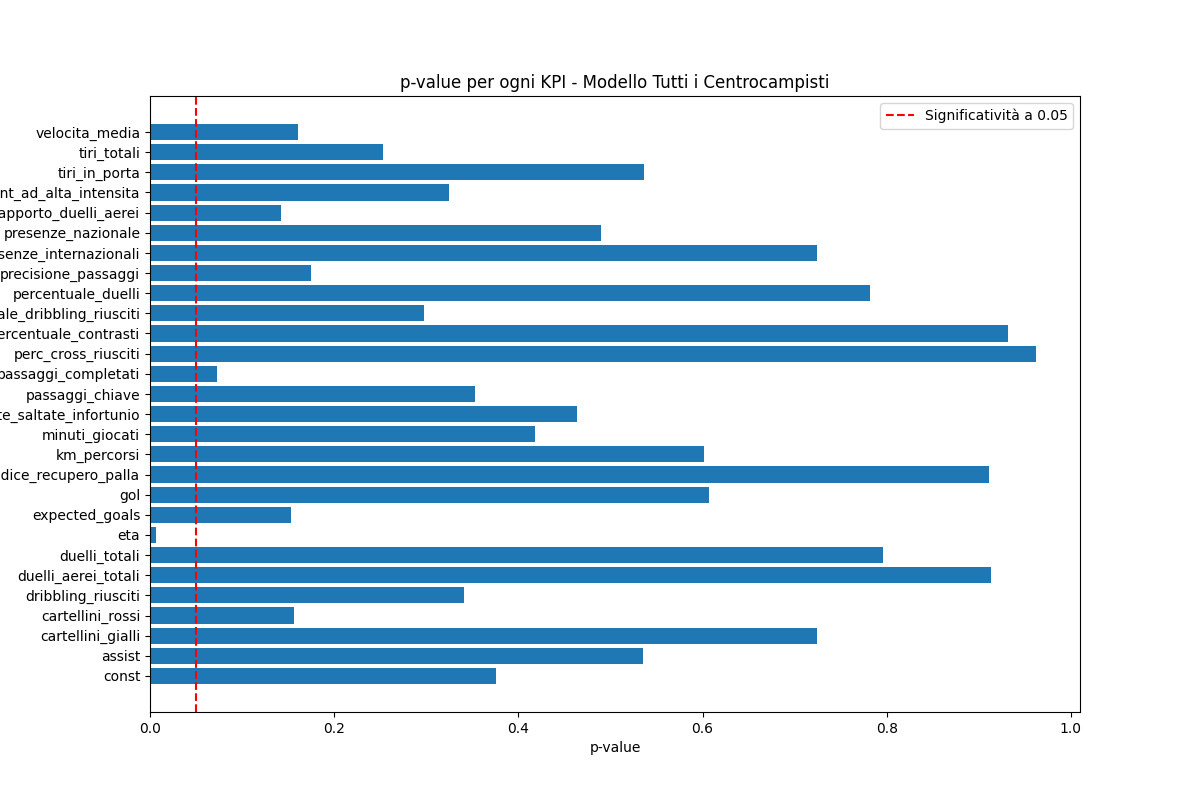 p-value per ogni KPI - Modello Tutti i Centrocampisti
Significatività a 0.05
velocita_media
tiri_totali
tiri_in_porta
nt_ad_alta_intensita
apporto_duelli_aerei
presenze_nazionale
senze_internazionali
precisione_passaggi
percentuale_duelli
ale_dribbling_riusciti
ercentuale_contrasti
perc_cross_riusciti
passaggi_completati
passaggi_chiave
te_saltate_infortunio
minuti_giocati
km_percorsi
dice_recupero_palla
gol
expected_goals
eta
duelli_totali
duelli_aerei_totali
dribbling_riusciti
cartellini_rossi
cartellini_gialli
assist
const
0.0 0.2 0.4 0.6 0.8 1.0
p-value